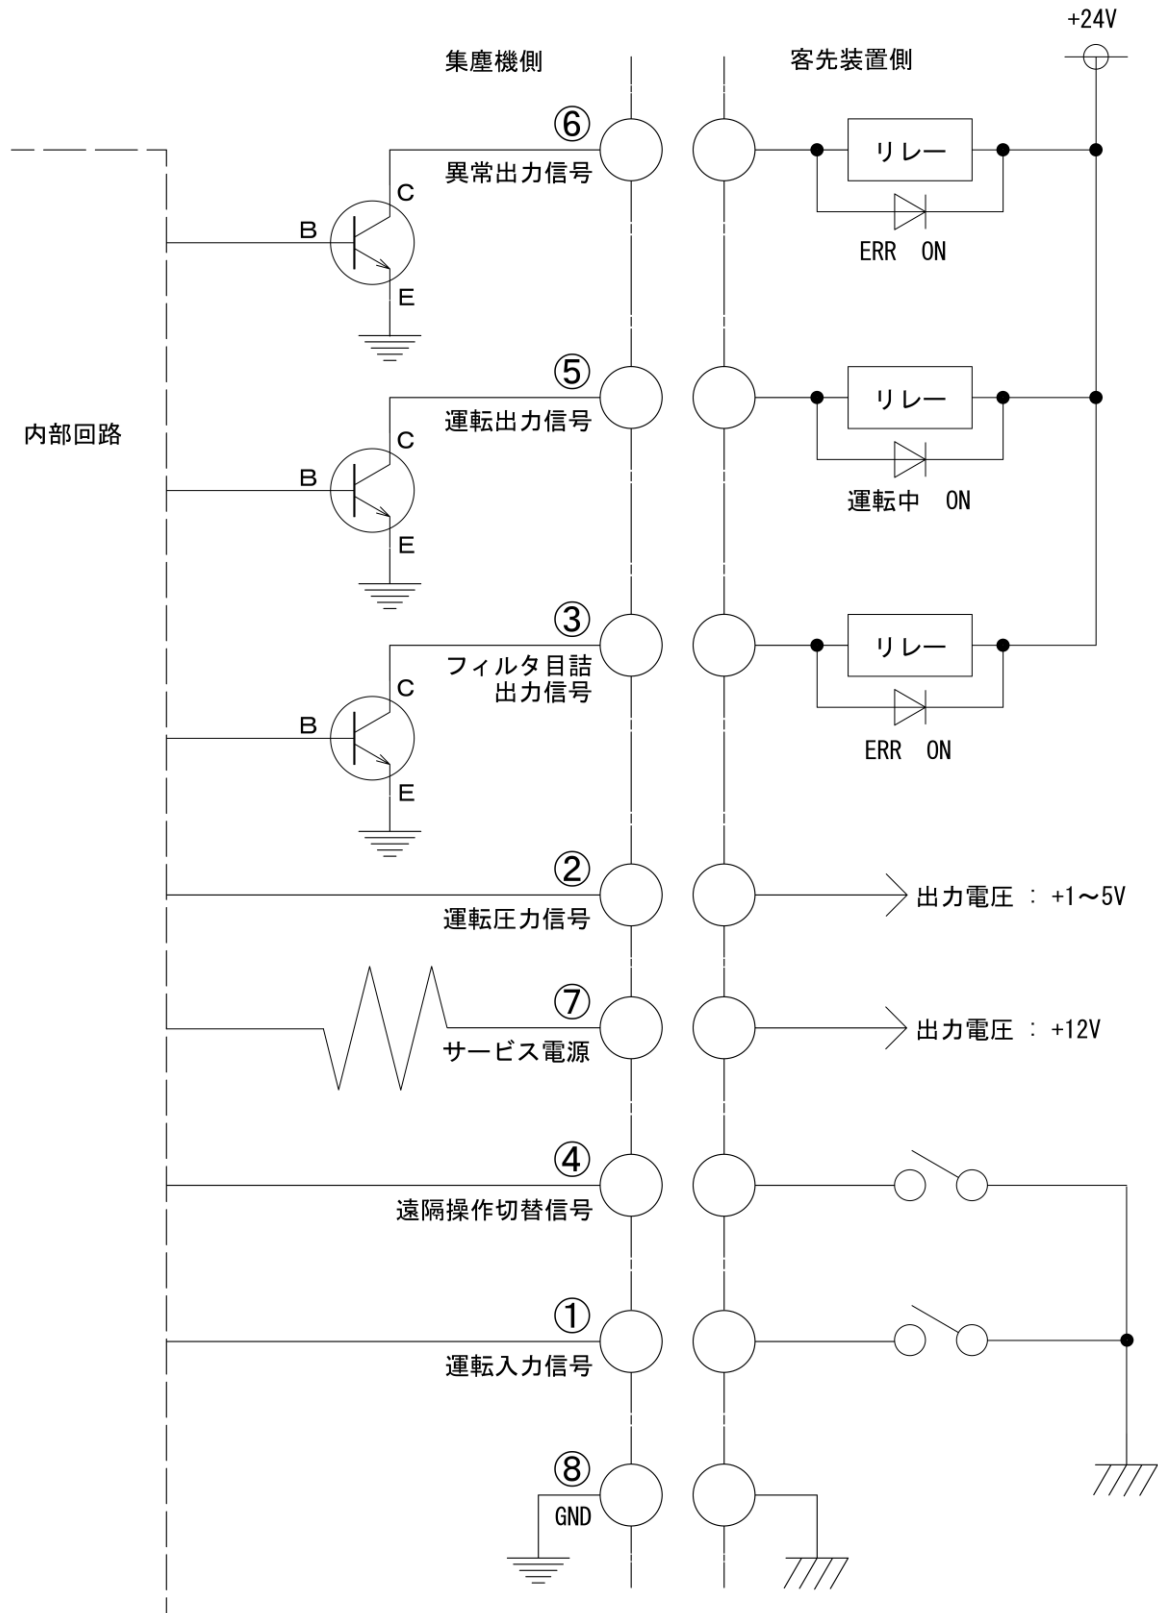 +24V
集塵機側
客先装置側
⑥
異常出力信号
リレー
C
B
E
ERR ON
⑤
運転出力信号
リレー
内部回路
C
B
E
運転中 ON
③
フィルタ目詰
出力信号
リレー
C
B
E
ERR ON
②
運転圧力信号
出力電圧 : +1～5V
⑦
サービス電源
出力電圧 : +12V
④
遠隔操作切替信号
①
運転入力信号
⑧
GND